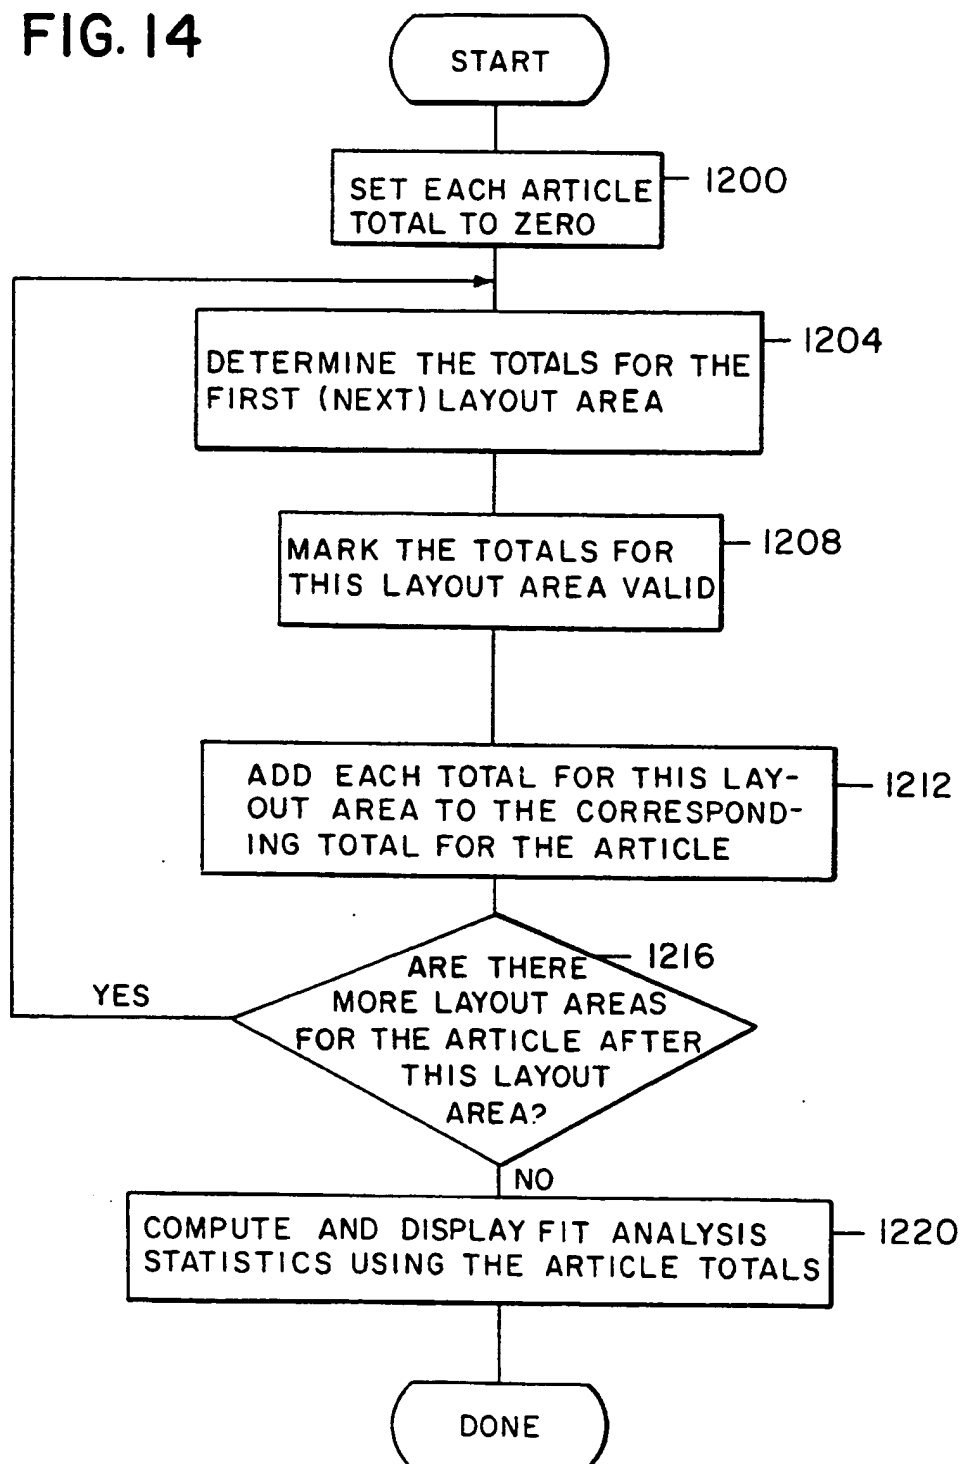 FIG. 14
START
SET EACH ARTICLE
TOTAL TO ZERO
1200
DETERMINE THE TOTALS FOR THE
FIRST (NEXT) LAYOUT AREA
1204
MARK THE TOTALS FOR
THIS LAYOUT AREA VALID
1208
ADD EACH TOTAL FOR THIS LAY-
OUT AREA TO THE CORRESPOND-
ING TOTAL FOR THE ARTICLE
1212
ARE THERE
MORE LAYOUT AREAS
FOR THE ARTICLE AFTER
THIS LAYOUT
AREA?
1216
YES
NO
COMPUTE AND DISPLAY FIT ANALYSIS
STATISTICS USING THE ARTICLE TOTALS
1220
DONE